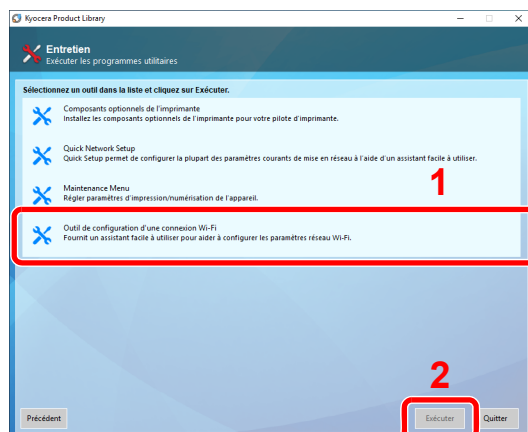 Kyocera Product Library
Entretien
Exécuter les programmes utilitaires
Sélectionnez un outil dans la liste et cliquez sur Exécuter.
Composants optionnels de l'imprimante
Installez les composants optionnels de l'imprimante pour votre pilote d'imprimante.
Quick Network Setup
Quick Setup permet de configurer la plupart des paramètres courants de mise en réseau à l'aide d'un assistant facile à utiliser.
1
Maintenance Menu
Régler paramètres d'impression/numérisation de l'appareil.
Outil de configuration d'une connexion Wi-Fi
Fournit un assistant facile à utiliser pour aider à configurer les paramètres réseau Wi-Fi.
2
Précédent
Exécuter
Quitter